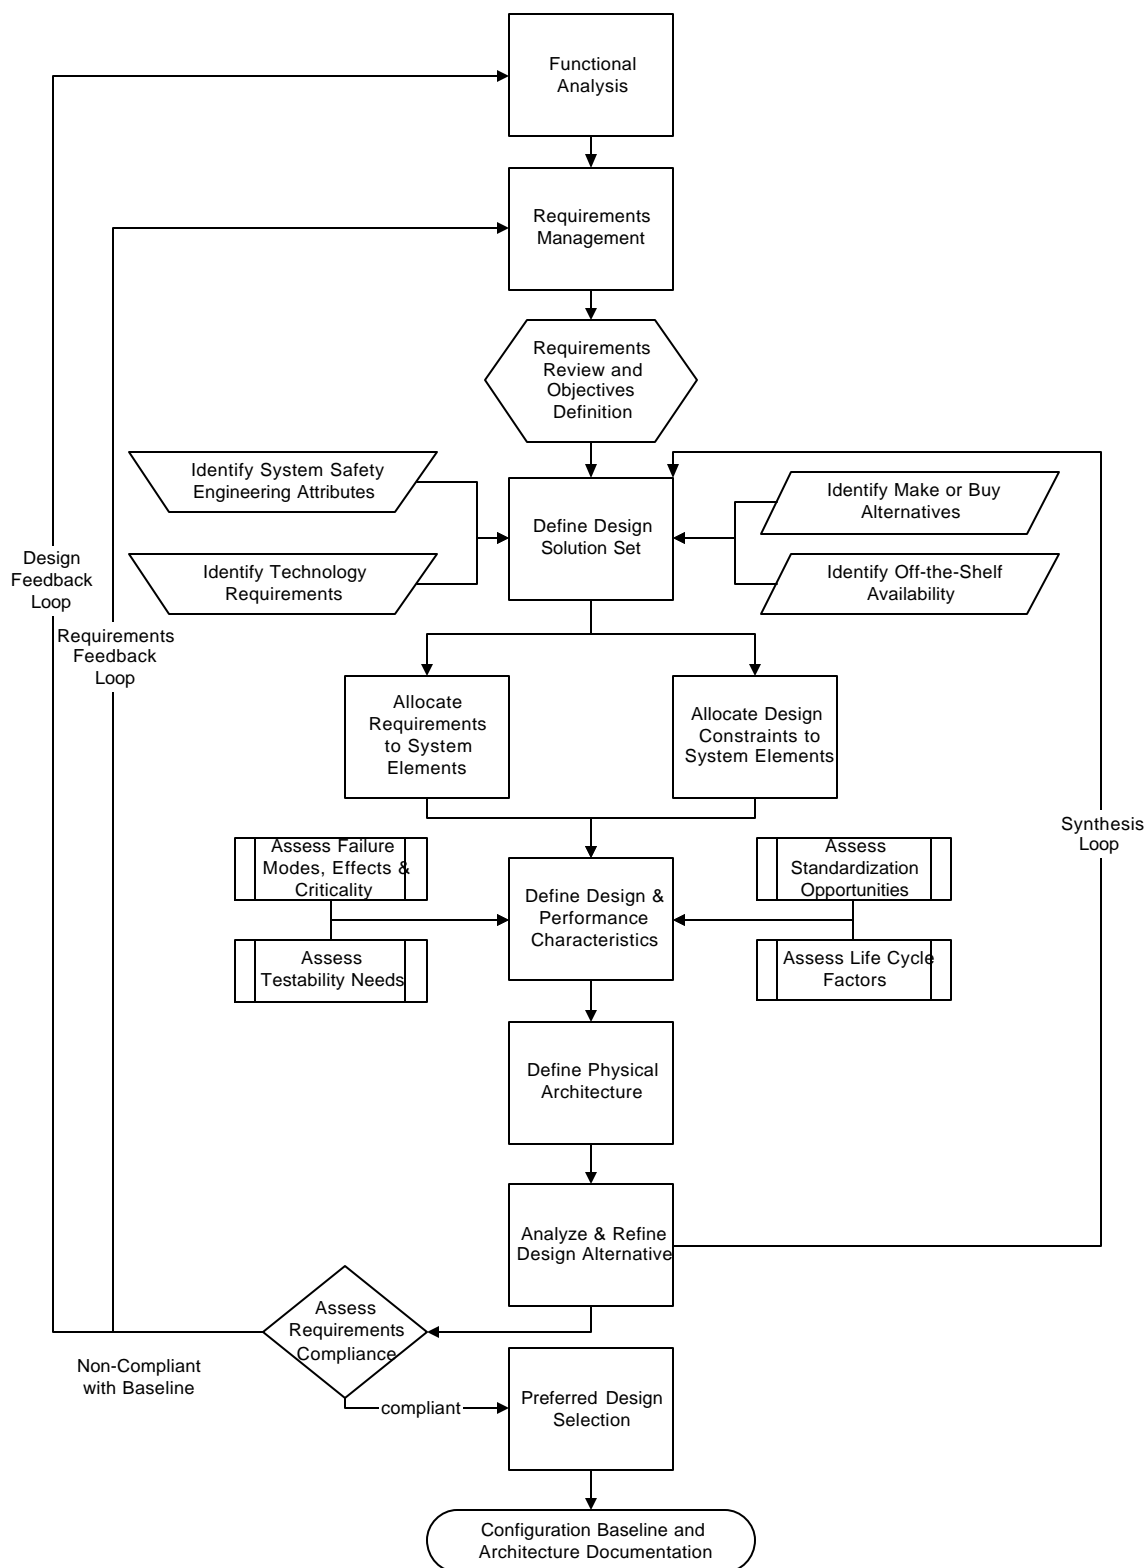 Functional
Analysis
Requirements
Management
Requirements
Review and
Objectives
Definition
Identify System Safety
Engineering Attributes
Identify Make or Buy
Alternatives
Define Design
Solution Set
Identify Technology
Requirements
Identify Off-the-Shelf
Availability
Design
Feedback
Loop
Requirements
Feedback
Loop
Allocate
Requirements
to System
Elements
Allocate Design
Constraints to
System Elements
Synthesis
Loop
Assess Failure
Modes, Effects &
Criticality
Assess
Standardization
Opportunities
Define Design &
Performance
Characteristics
Assess
Testability Needs
Assess Life Cycle
Factors
Define Physical
Architecture
Analyze & Refine
Design Alternative
Assess
Requirements
Compliance
Non-Compliant
with Baseline
compliant
Preferred Design
Selection
Configuration Baseline and
Architecture Documentation